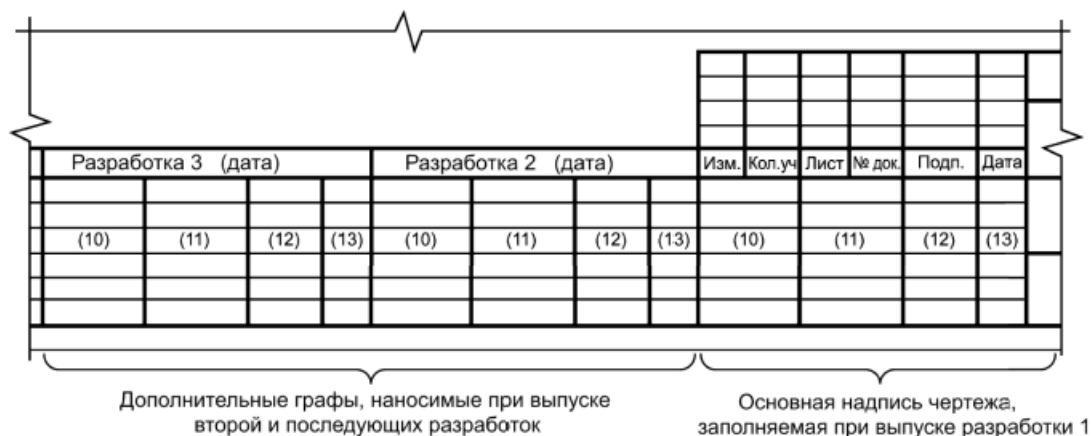 Разработка 3 (дата) Разработка 2 (дата) Изм. Кол.уч Лист № док. Подп. Дата
(10) (11) (12) (13) (10) (11) (12) (13) (10) (11) (12) (13)
Дополнительные графы, наносимые при выпуске
второй и последующих разработок
Основная надпись чертежа,
заполняемая при выпуске разработки 1